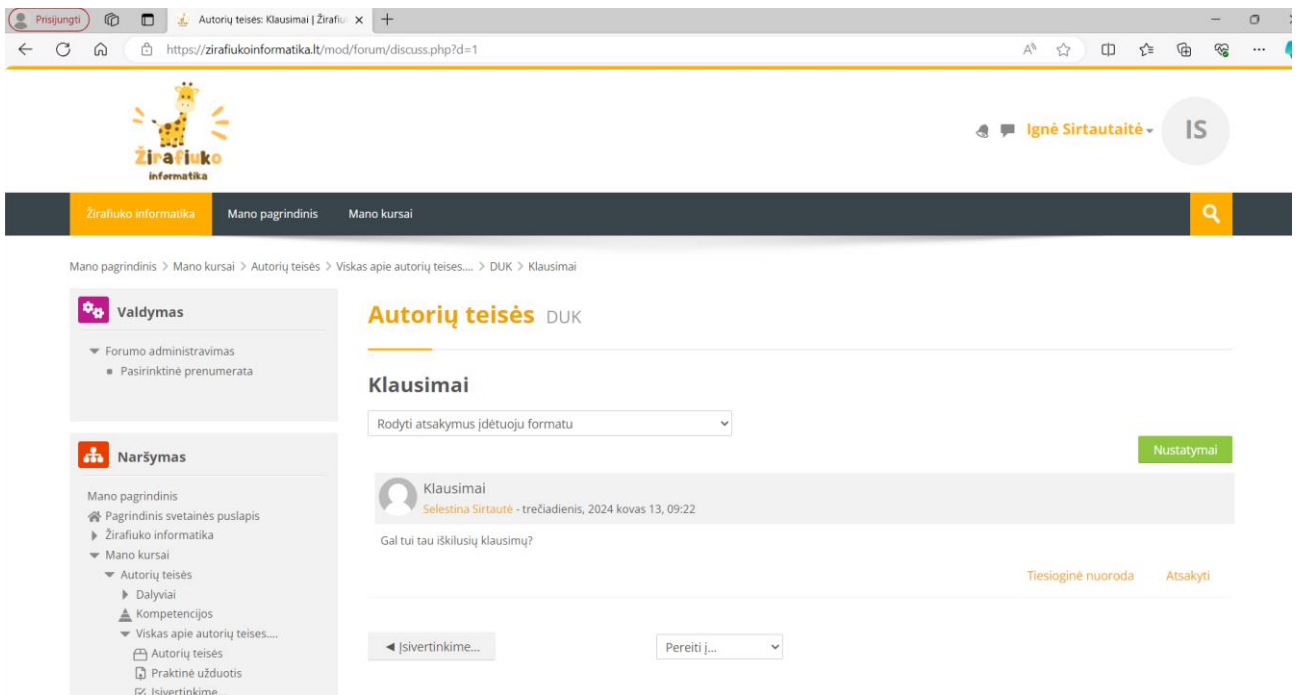 Prisijungti
Autorių teisės: Klausimai | Žirafiu
https://zirafiukoinformatika.lt/mod/forum/discuss.php?d=1
Žirafiuko
informatika
Ignė Sirtautaitė
IS
Žirafiuko informatika Mano pagrindinis Mano kursai
Mano pagrindinis > Mano kursai > Autorių teisės > Viskas apie autorių teises.... > DUK > Klausimai
Valdymas
Forumo administravimas
Pasirinktinė prenumerata
Autorių teisės DUK
Klausimai
Rodyti atsakymus įdėtuoju formatu
Nustatymai
Klausimai
Selestina Sirtautė - trečiadienis, 2024 kovas 13, 09:22
Gal tui tau iškilusių klausimų?
Tiesioginė nuoroda Atsakyti
◄ Įsivertinkime...
Pereiti į...
Naršymas
Mano pagrindinis
Pagrindinis svetainės puslapis
Žirafiuko informatika
Mano kursai
Autorių teisės
Dalyviai
Kompetencijos
Viskas apie autorių teises....
Autorių teisės
Praktinė užduotis
Įsivertinkime...